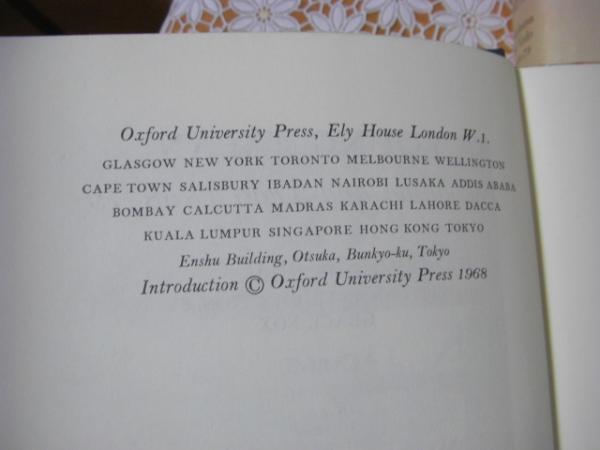 Oxford University Press, Ely House London W.1.
GLASGOW NEW YORK TORONTO MELBOURNE WELLINGTON
CAPE TOWN SALISBURY IBADAN NAIROBI LUSAKA ADDIS ABABA
BOMBAY CALCUTTA MADRAS KARACHI LAHORE DACCA
KUALA LUMPUR SINGAPORE HONG KONG TOKYO
Enshu Building, Otsuka, Bunkyo-ku, Tokyo
Introduction © Oxford University Press 1968